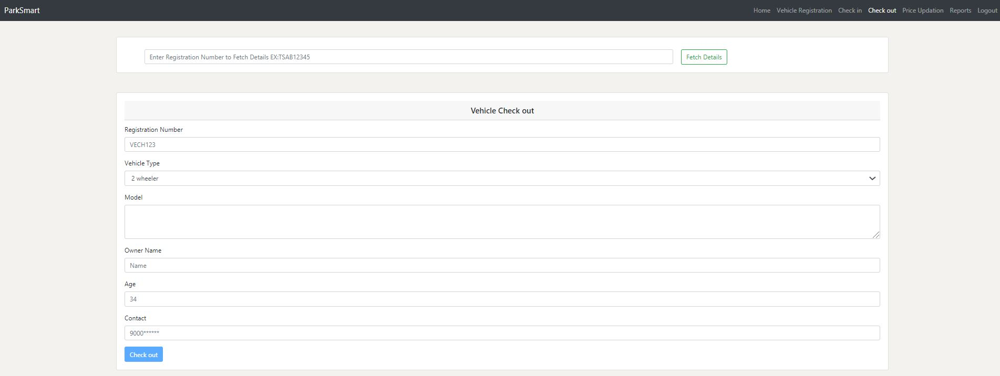 ParkSmart
Home Vehicle Registration Check in Check out Price Updation Reports Logout
Enter Registration Number to Fetch Details EX:TSAB12345 Fetch Details
Vehicle Check out
Registration Number
VECH123
Vehicle Type
2 wheeler
Model
Owner Name
Name
Age
34
Contact
9000******
Check out